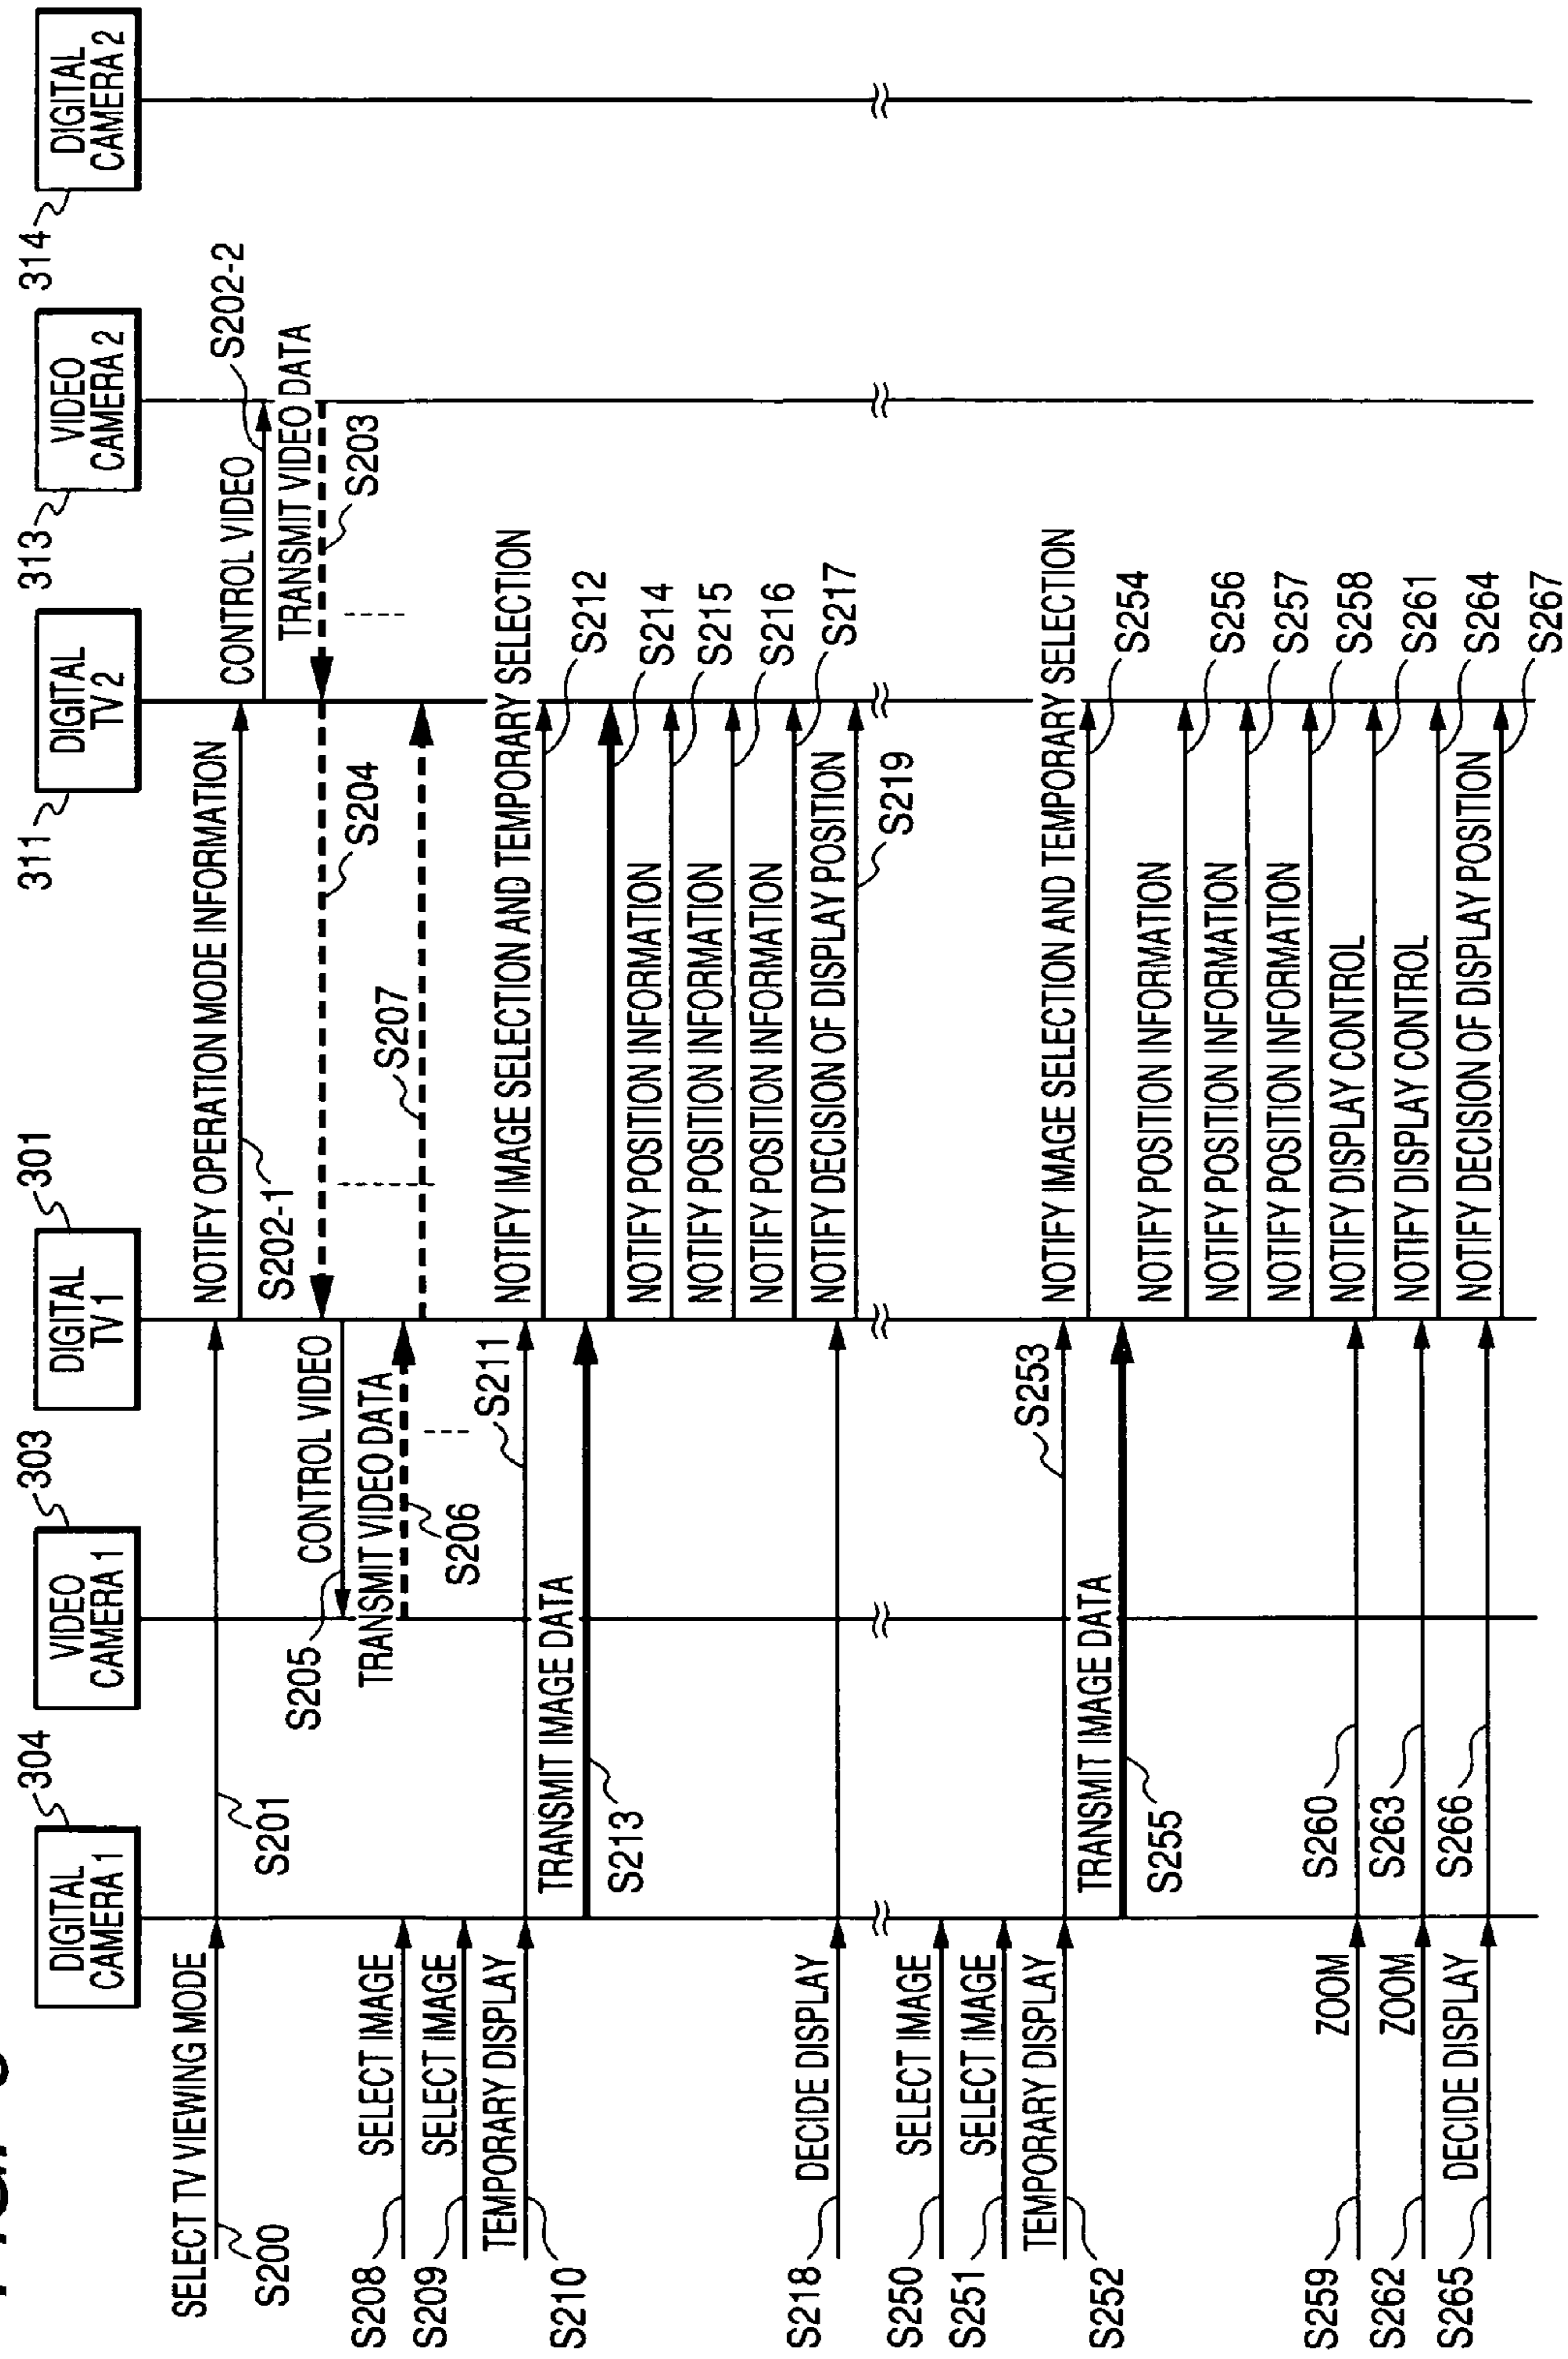 304
DIGITAL
CAMERA 1
303
VIDEO
CAMERA 1
301
DIGITAL
TV 1
311
DIGITAL
TV 2
313
VIDEO
CAMERA 2
314
DIGITAL
CAMERA 2
SELECT TV VIEWING MODE
S200
S201
NOTIFY OPERATION MODE INFORMATION
S202-1
CONTROL VIDEO
S202-2
TRANSMIT VIDEO DATA
S203
S204
CONTROL VIDEO
S205
TRANSMIT VIDEO DATA
S206
S207
SELECT IMAGE
S208
SELECT IMAGE
S209
TEMPORARY DISPLAY
S210
S211
NOTIFY IMAGE SELECTION AND TEMPORARY SELECTION
S212
TRANSMIT IMAGE DATA
S213
S214
NOTIFY POSITION INFORMATION
S215
NOTIFY POSITION INFORMATION
S216
NOTIFY POSITION INFORMATION
S217
DECIDE DISPLAY
S218
NOTIFY DECISION OF DISPLAY POSITION
S219
SELECT IMAGE
S250
SELECT IMAGE
S251
TEMPORARY DISPLAY
S252
S253
NOTIFY IMAGE SELECTION AND TEMPORARY SELECTION
S254
TRANSMIT IMAGE DATA
S255
NOTIFY POSITION INFORMATION
S256
NOTIFY POSITION INFORMATION
S257
NOTIFY POSITION INFORMATION
S258
ZOOM
S259
S260
NOTIFY DISPLAY CONTROL
S261
ZOOM
S262
S263
NOTIFY DISPLAY CONTROL
S264
DECIDE DISPLAY
S265
S266
NOTIFY DECISION OF DISPLAY POSITION
S267